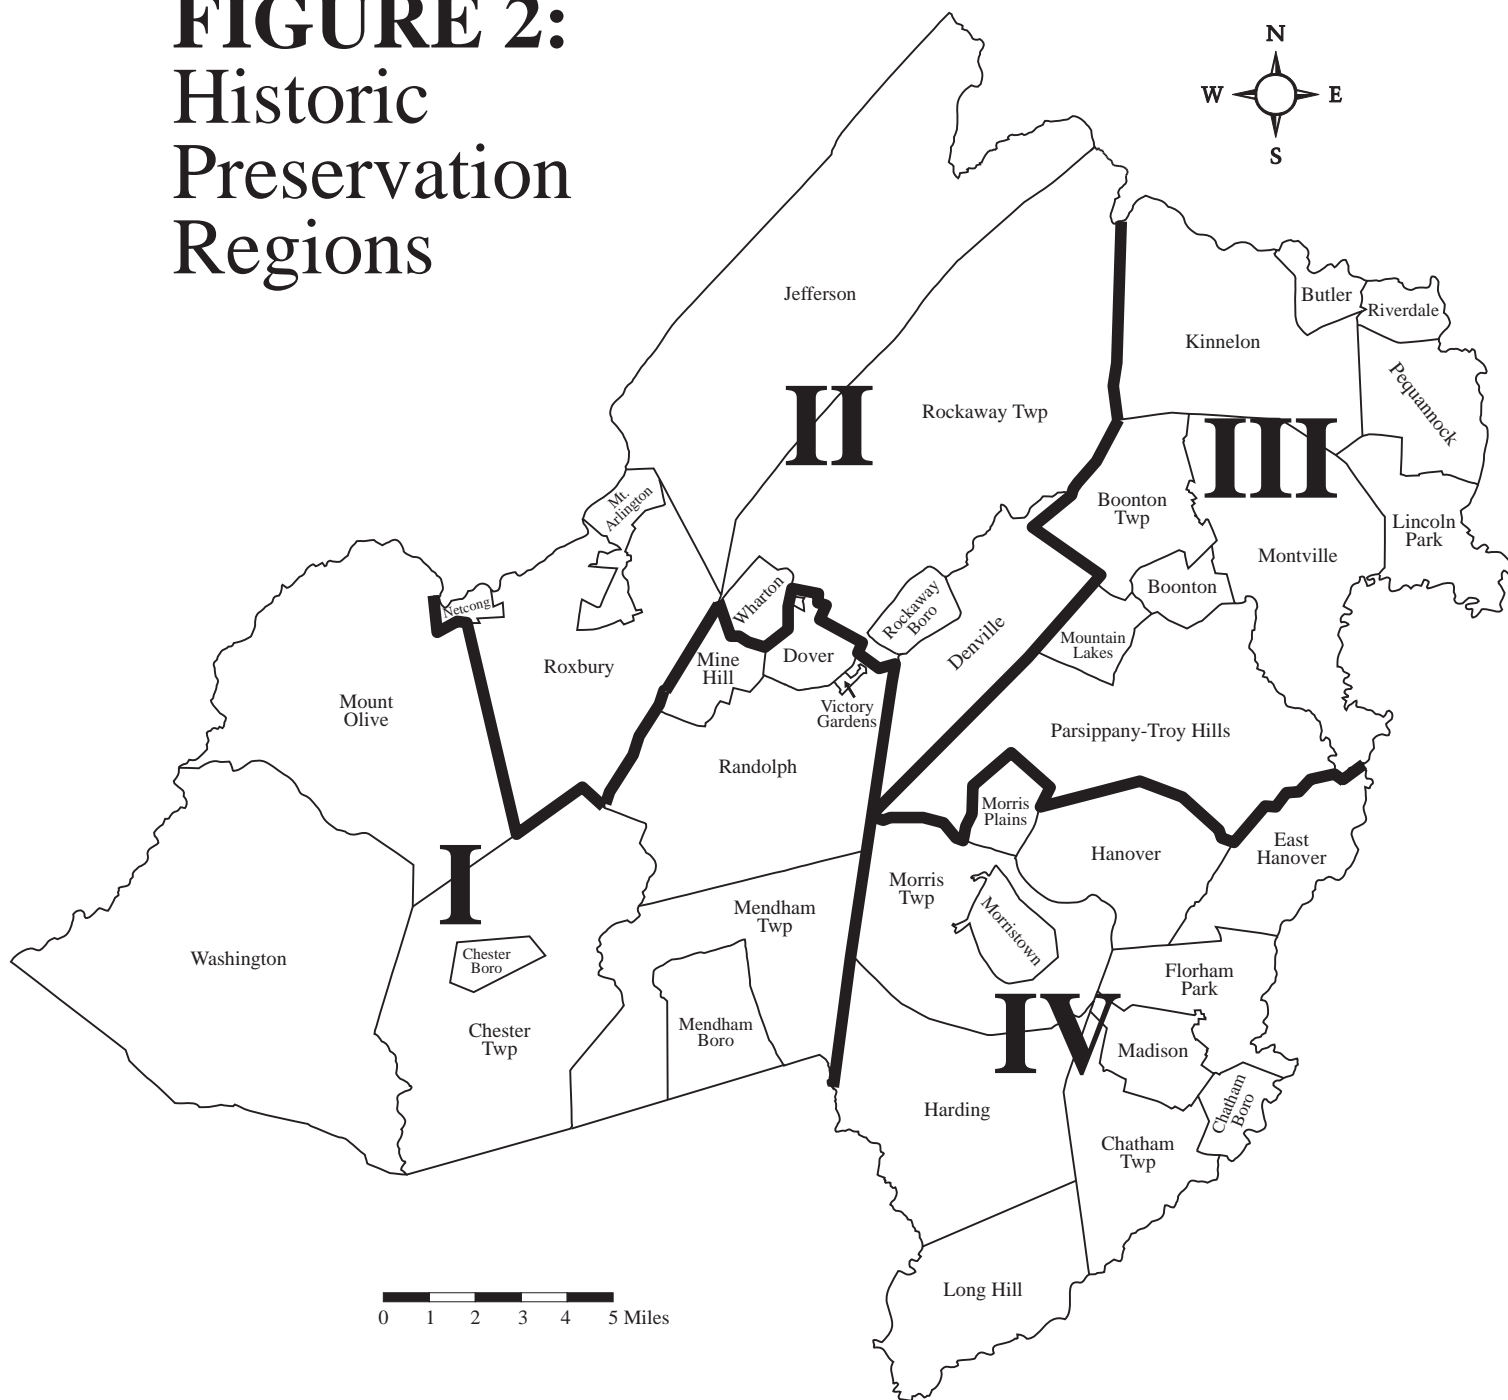 FIGURE 2:
Historic
Preservation
Regions
N
W
E
S
Jefferson
Butler
Riverdale
Kinnelon
Pequannock
II
Rockaway Twp
III
Mt.
Arlington
Boonton
Twp
Lincoln
Park
Montville
Boonton
Netcong
Wharton
Rockaway
Boro
Denville
Mountain
Lakes
Roxbury
Mine
Hill
Dover
Victory
Gardens
Mount
Olive
Parsippany-Troy Hills
Randolph
Morris
Plains
Hanover
East
Hanover
I
Morris
Twp
Mendham
Twp
Morristown
Washington
Chester
Boro
Florham
Park
Chester
Twp
Mendham
Boro
IV
Madison
Chatham
Boro
Harding
Chatham
Twp
Long Hill
0 1 2 3 4 5 Miles